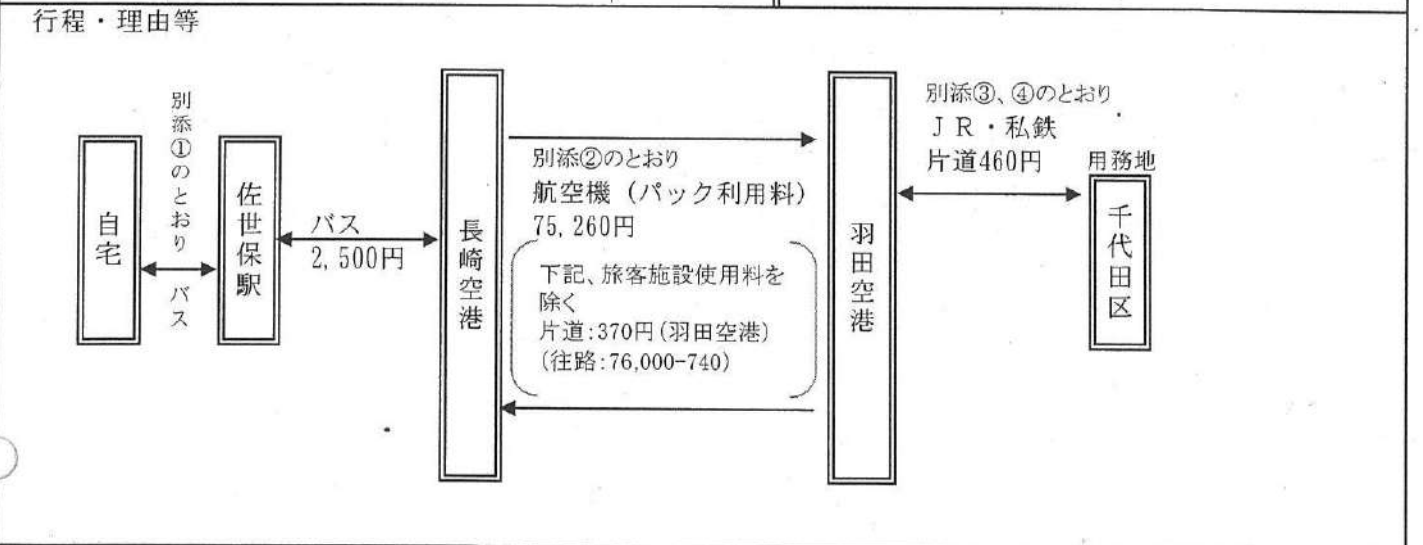 行程・理由等
自宅
別添①のとおり
バス
佐世保駅
バス
2,500円
長崎空港
別添②のとおり
航空機（パック利用料）
75,260円
下記、旅客施設使用料を
除く
片道:370円(羽田空港)
(往路:76,000-740)
羽田空港
別添③、④のとおり
ＪＲ・私鉄
片道460円
用務地
千代田区